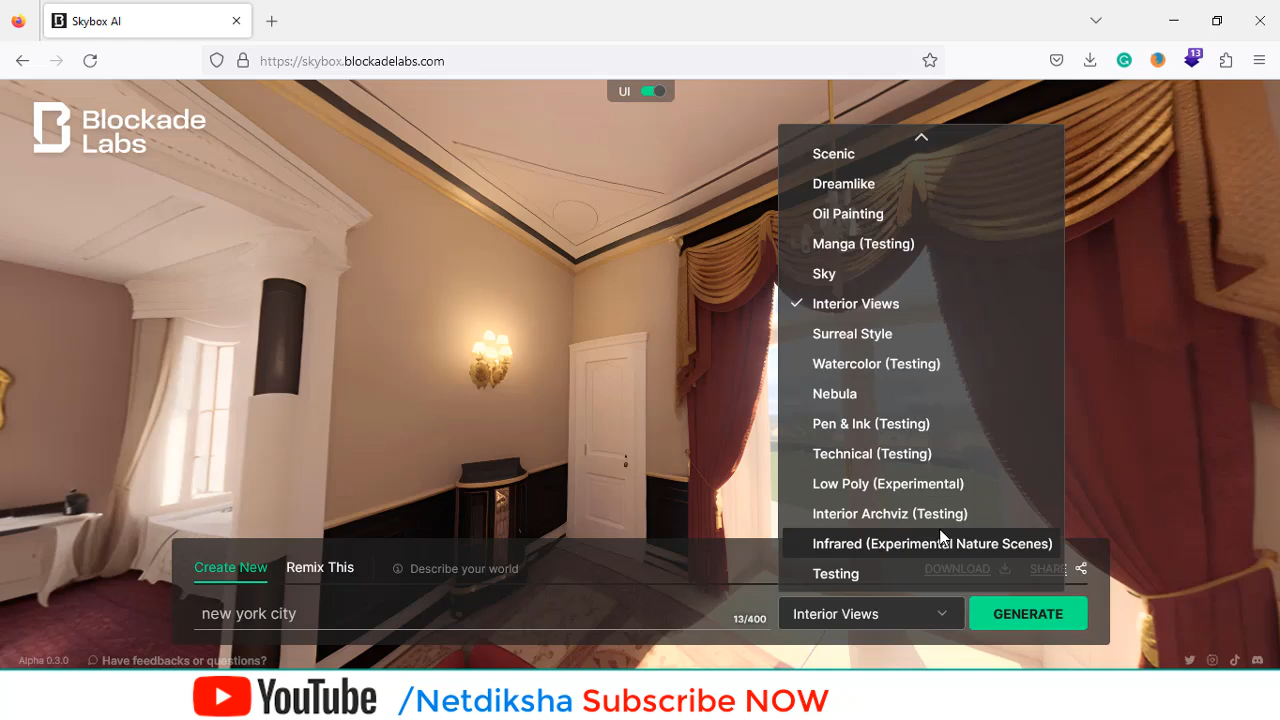 Skybox AI
https://skybox.blockadelabs.com
13
UI
Blockade
Labs
Scenic
Dreamlike
Oil Painting
Manga (Testing)
Sky
Interior Views
Surreal Style
Watercolor (Testing)
Nebula
Pen & Ink (Testing)
Technical (Testing)
Low Poly (Experimental)
Interior Archviz (Testing)
Infrared (Experimental Nature Scenes)
Testing
Create New
Remix This
Describe your world
DOWNLOAD
SHARE
new york city
13/400
Interior Views
GENERATE
Alpha 0.3.0
Have feedbacks or questions?
YouTube /Netdiksha Subscribe NOW